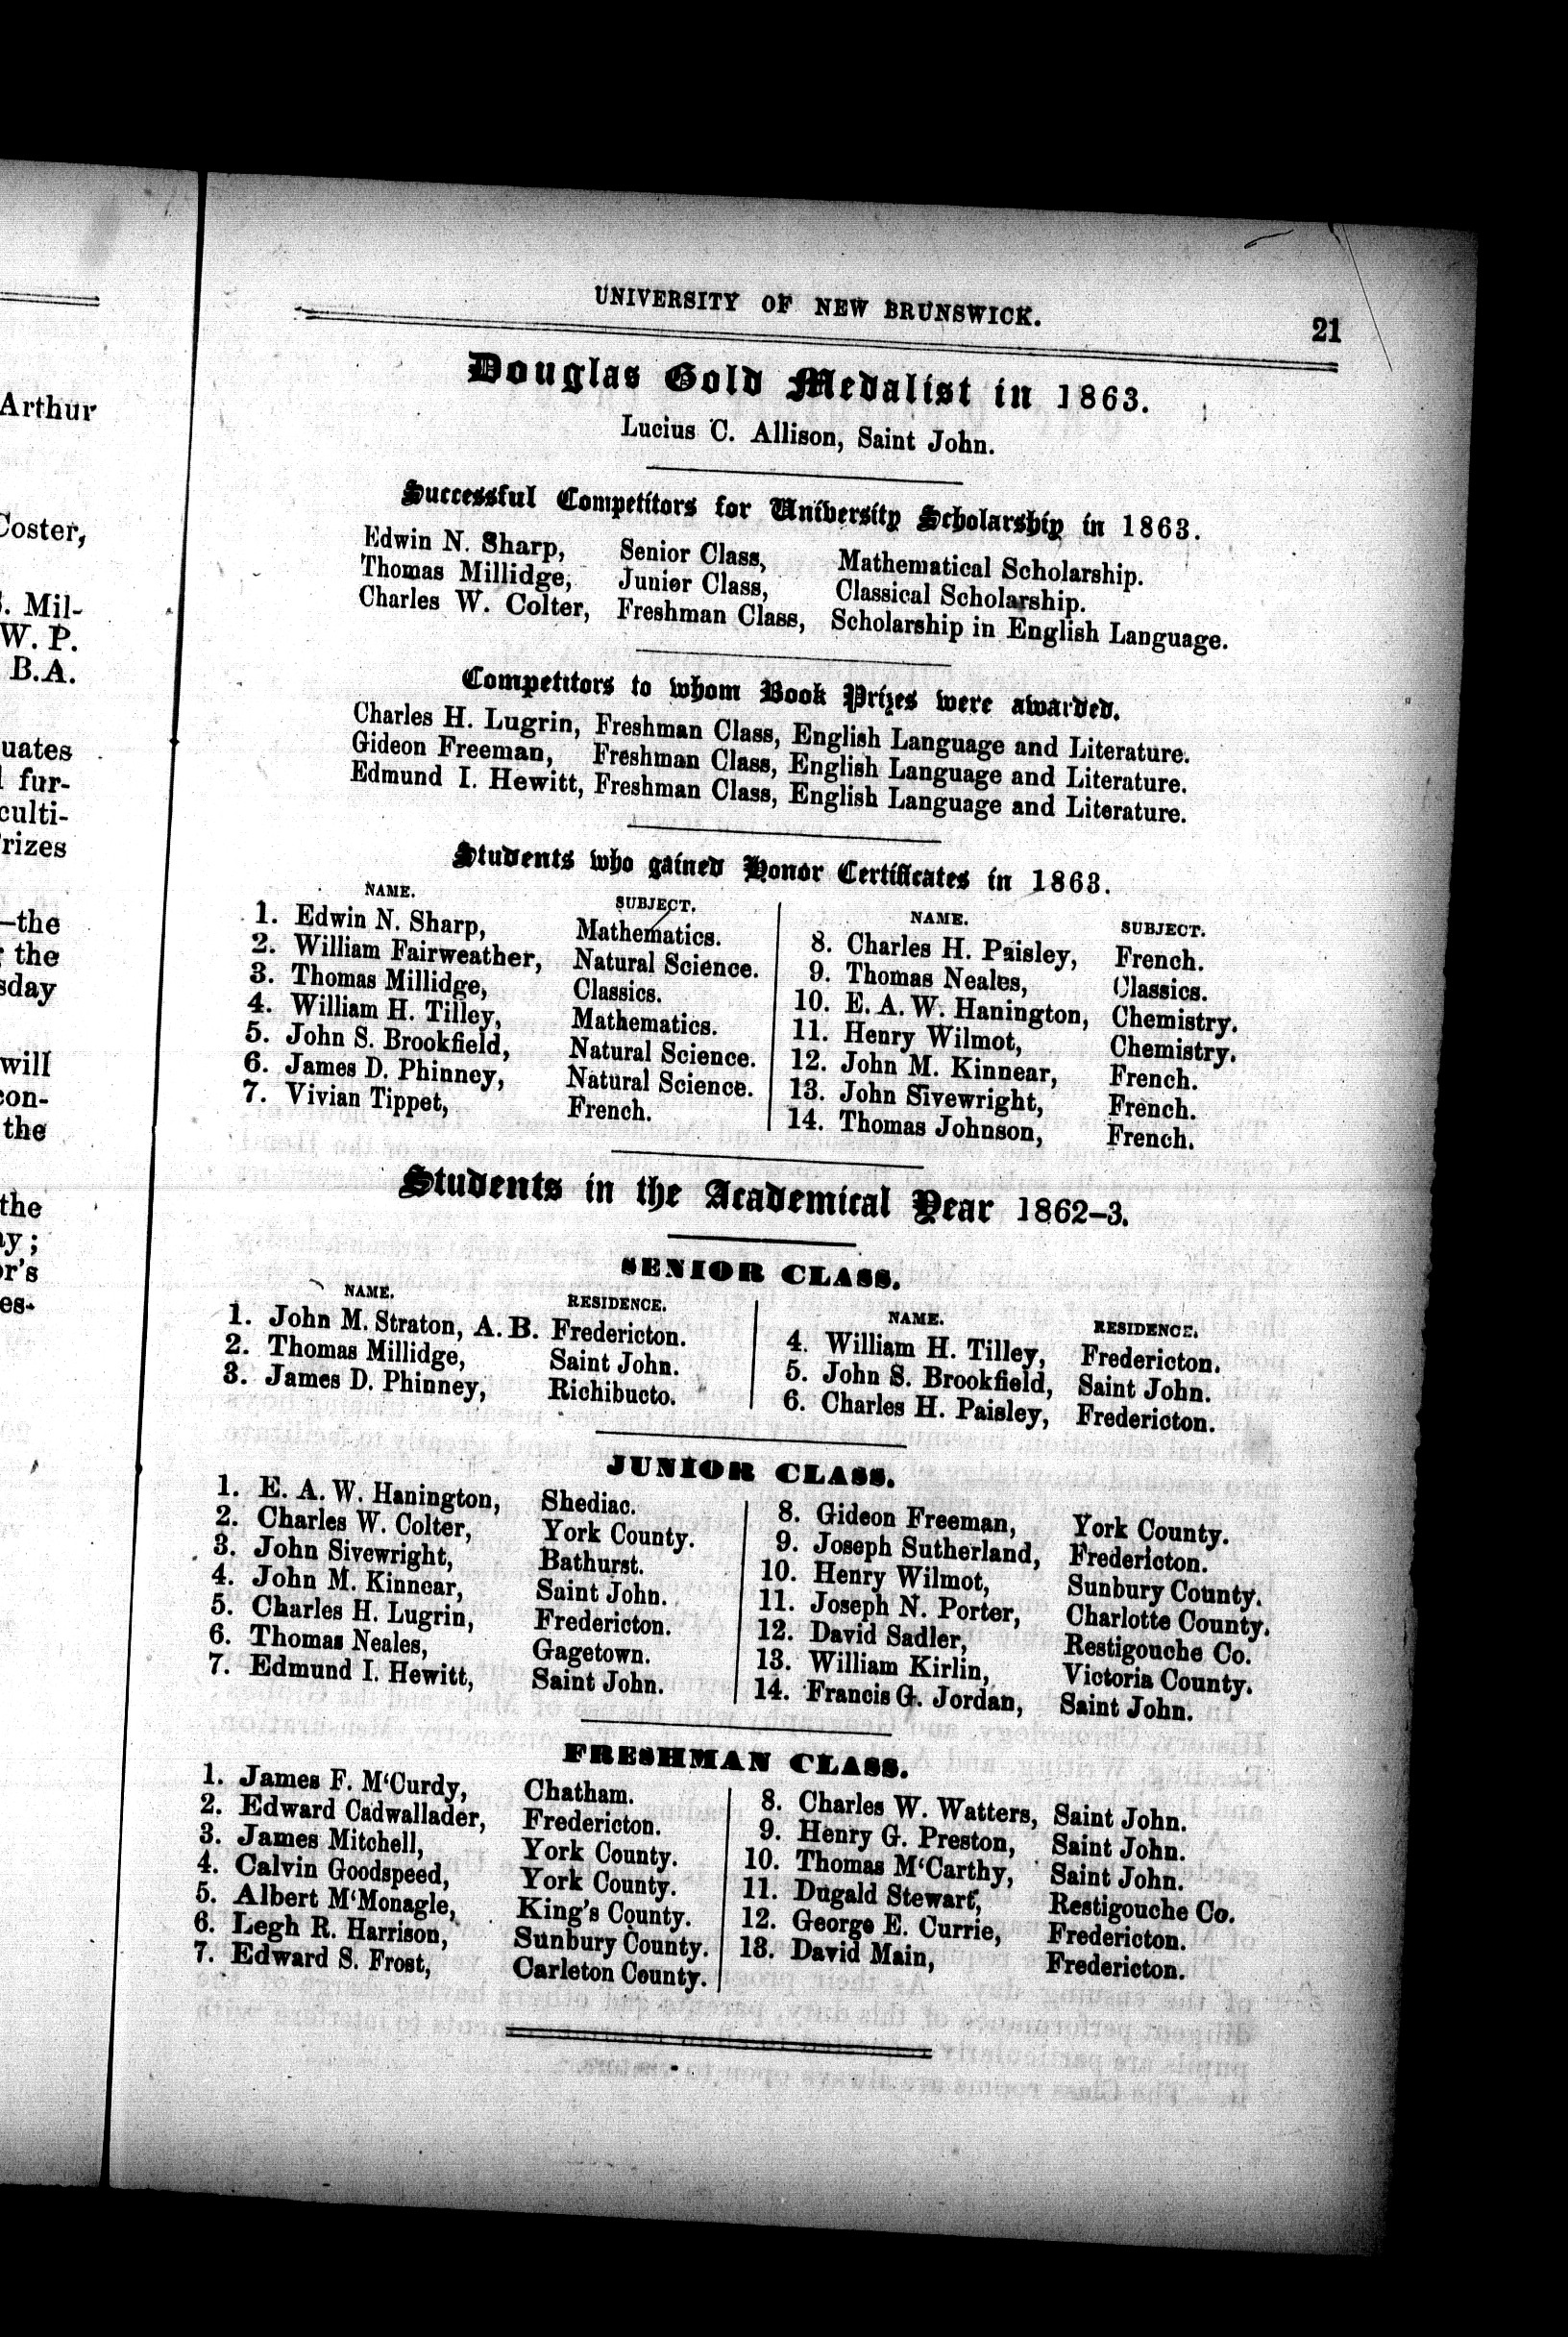 Arthur
Coster,
Mil-
W. P.
B.A.
uates
fur-
culti-
rizes
—the
the
sday
will
con-
the
the
ay;
or's
es-
UNIVERSITY OF NEW BRUNSWICK. 21
Douglas Gold Medalist in 1863.
Lucius C. Allison, Saint John.
Successful Competitors for University Scholarship in 1863.
Edwin N. Sharp, Senior Class, Mathematical Scholarship.
Thomas Millidge, Junior Class, Classical Scholarship.
Charles W. Colter, Freshman Class, Scholarship in English Language.
Competitors to whom Book Prizes were awarded.
Charles H. Lugrin, Freshman Class, English Language and Literature.
Gideon Freeman, Freshman Class, English Language and Literature.
Edmund I. Hewitt, Freshman Class, English Language and Literature.
Students who gained Honor Certificates in 1863.
NAME. SUBJECT.
1. Edwin N. Sharp, Mathematics.
2. William Fairweather, Natural Science.
3. Thomas Millidge, Classics.
4. William H. Tilley, Mathematics.
5. John S. Brookfield, Natural Science.
6. James D. Phinney, Natural Science.
7. Vivian Tippet, French.
NAME. SUBJECT.
8. Charles H. Paisley, French.
9. Thomas Neales, Classics.
10. E. A. W. Hanington, Chemistry.
11. Henry Wilmot, Chemistry.
12. John M. Kinnear, French.
13. John Sivewright, French.
14. Thomas Johnson, French.
Students in the Academical Year 1862-3.
SENIOR CLASS.
NAME. RESIDENCE.
1. John M. Straton, A. B. Fredericton.
2. Thomas Millidge, Saint John.
3. James D. Phinney, Richibucto.
NAME. RESIDENCE.
4. William H. Tilley, Fredericton.
5. John S. Brookfield, Saint John.
6. Charles H. Paisley, Fredericton.
JUNIOR CLASS.
1. E. A. W. Hanington, Shediac.
2. Charles W. Colter, York County.
3. John Sivewright, Bathurst.
4. John M. Kinnear, Saint John.
5. Charles H. Lugrin, Fredericton.
6. Thomas Neales, Gagetown.
7. Edmund I. Hewitt, Saint John.
8. Gideon Freeman, York County.
9. Joseph Sutherland, Fredericton.
10. Henry Wilmot, Sunbury County.
11. Joseph N. Porter, Charlotte County.
12. David Sadler, Restigouche Co.
13. William Kirlin, Victoria County.
14. Francis G. Jordan, Saint John.
FRESHMAN CLASS.
1. James F. M'Curdy, Chatham.
2. Edward Cadwallader, Fredericton.
3. James Mitchell, York County.
4. Calvin Goodspeed, York County.
5. Albert M'Monagle, King's County.
6. Legh R. Harrison, Sunbury County.
7. Edward S. Frost, Carleton County.
8. Charles W. Watters, Saint John.
9. Henry G. Preston, Saint John.
10. Thomas M'Carthy, Saint John.
11. Dugald Stewart, Restigouche Co.
12. George E. Currie, Fredericton.
13. David Main, Fredericton.